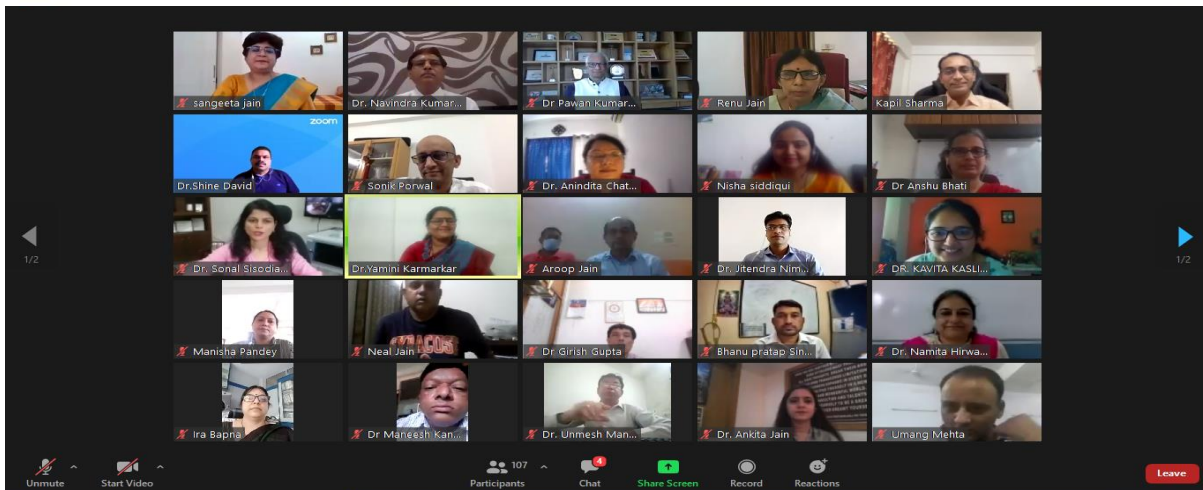 sangeeta jain
Dr. Navindra Kumar...
Dr Pawan Kumar...
Renu Jain
Kapil Sharma
zoom
Dr.Shine David
Sonik Porwal
Dr. Anindita Chat...
Nisha siddiqui
Dr Anshu Bhati
Dr. Sonal Sisodia...
Dr.Yamini Karmarkar
Aroop Jain
Dr. Jitendra Nim...
DR. KAVITA KASLI...
1/2
1/2
Manisha Pandey
Neal Jain
Dr Girish Gupta
Bhanu pratap Sin...
Dr. Namita Hirwa...
Ira Bapna
Dr Maneesh Kan...
Dr. Unmesh Man...
Dr. Ankita Jain
Umang Mehta
Unmute
Start Video
107
Participants
4
Chat
Share Screen
Record
Reactions
Leave